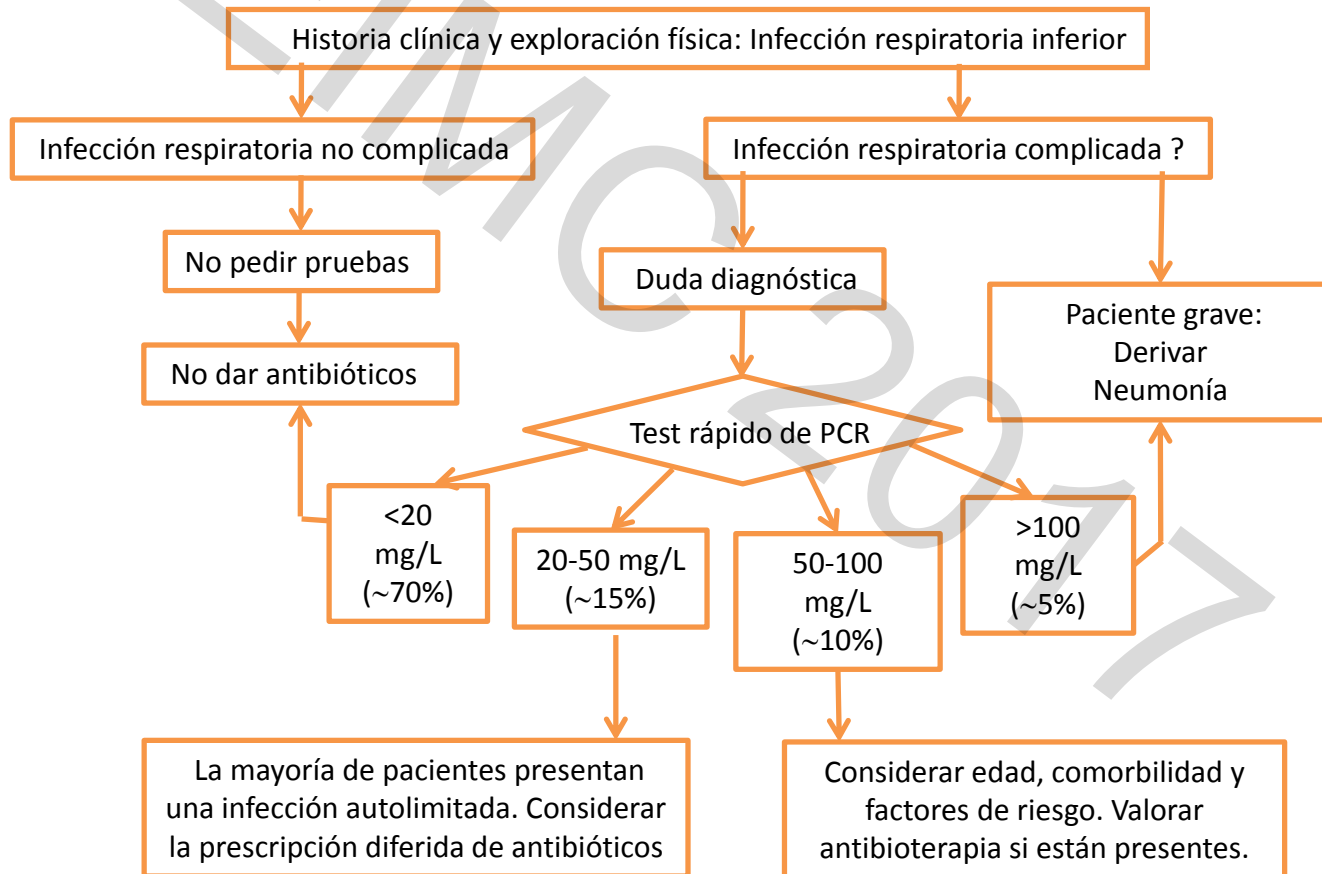 Historia clínica y exploración física: Infección respiratoria inferior
Infección respiratoria no complicada
Infección respiratoria complicada ?
No pedir pruebas
Duda diagnóstica
Paciente grave:
Derivar
Neumonía
No dar antibióticos
Test rápido de PCR
<20
mg/L
(~70%)
20-50 mg/L
(~15%)
50-100
mg/L
(~10%)
>100
mg/L
(~5%)
La mayoría de pacientes presentan
una infección autolimitada. Considerar
la prescripción diferida de antibióticos
Considerar edad, comorbilidad y
factores de riesgo. Valorar
antibioterapia si están presentes.
IMC 2017